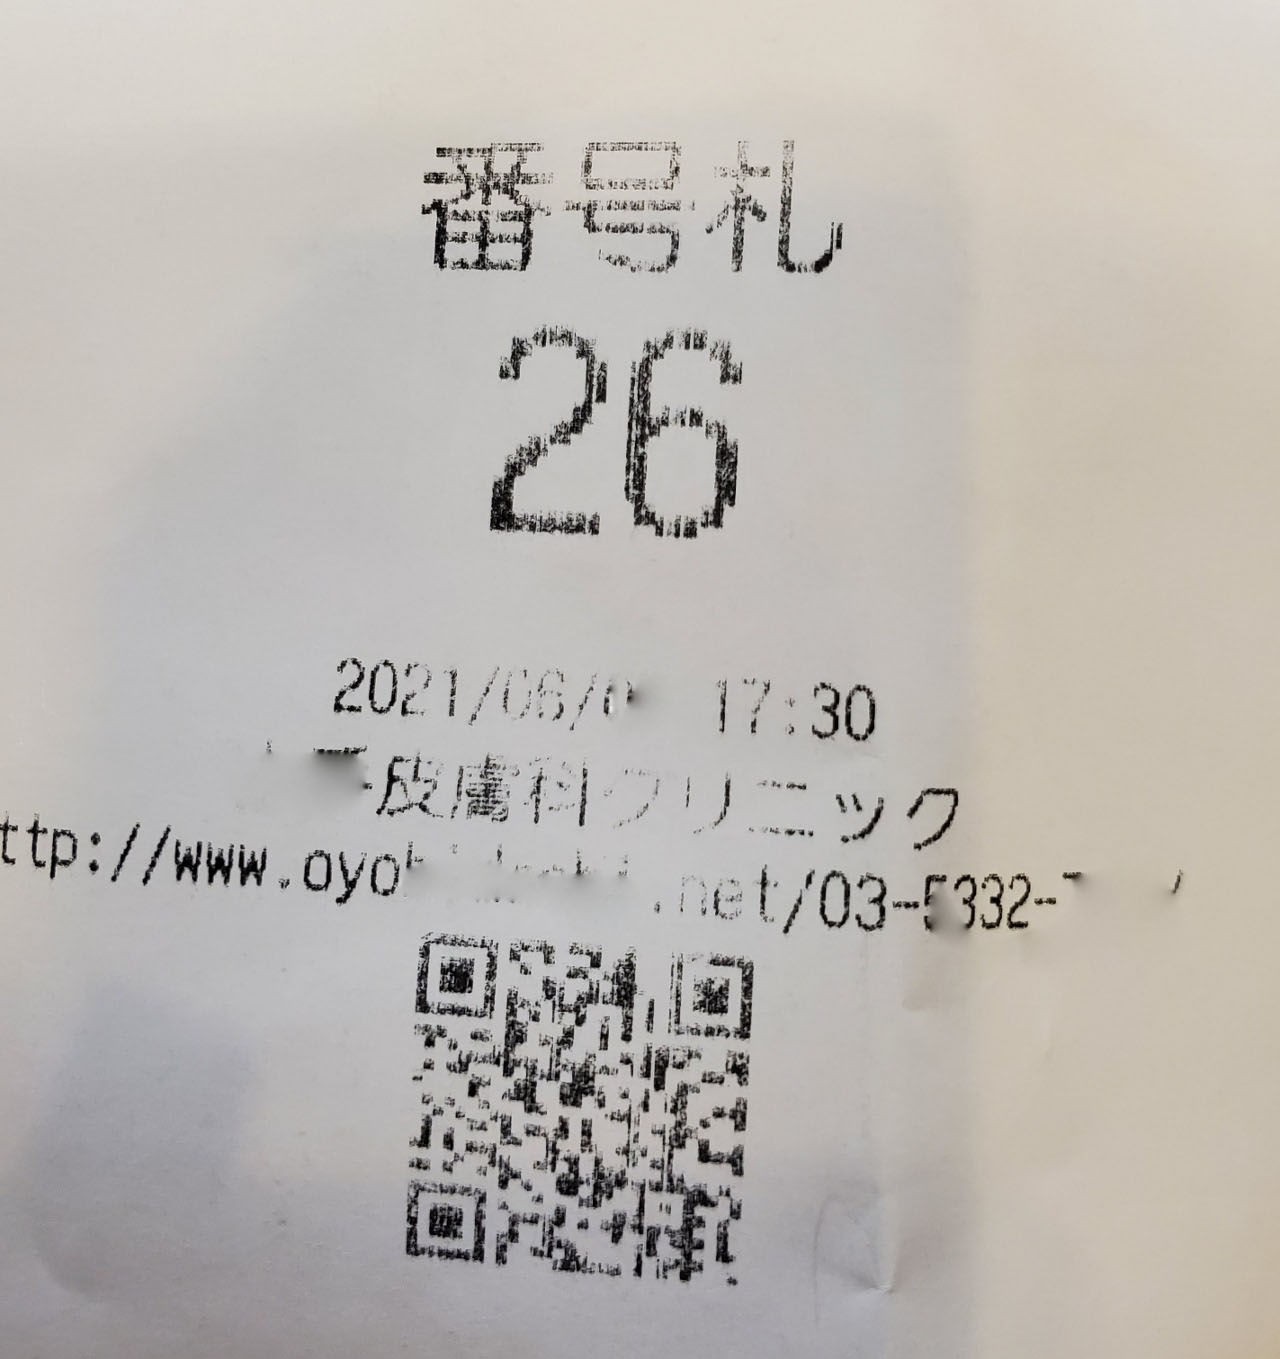 番号札
26
2021/06/ 17:30
皮膚科クリニック
ttp://www.oyo .net/03-5332-